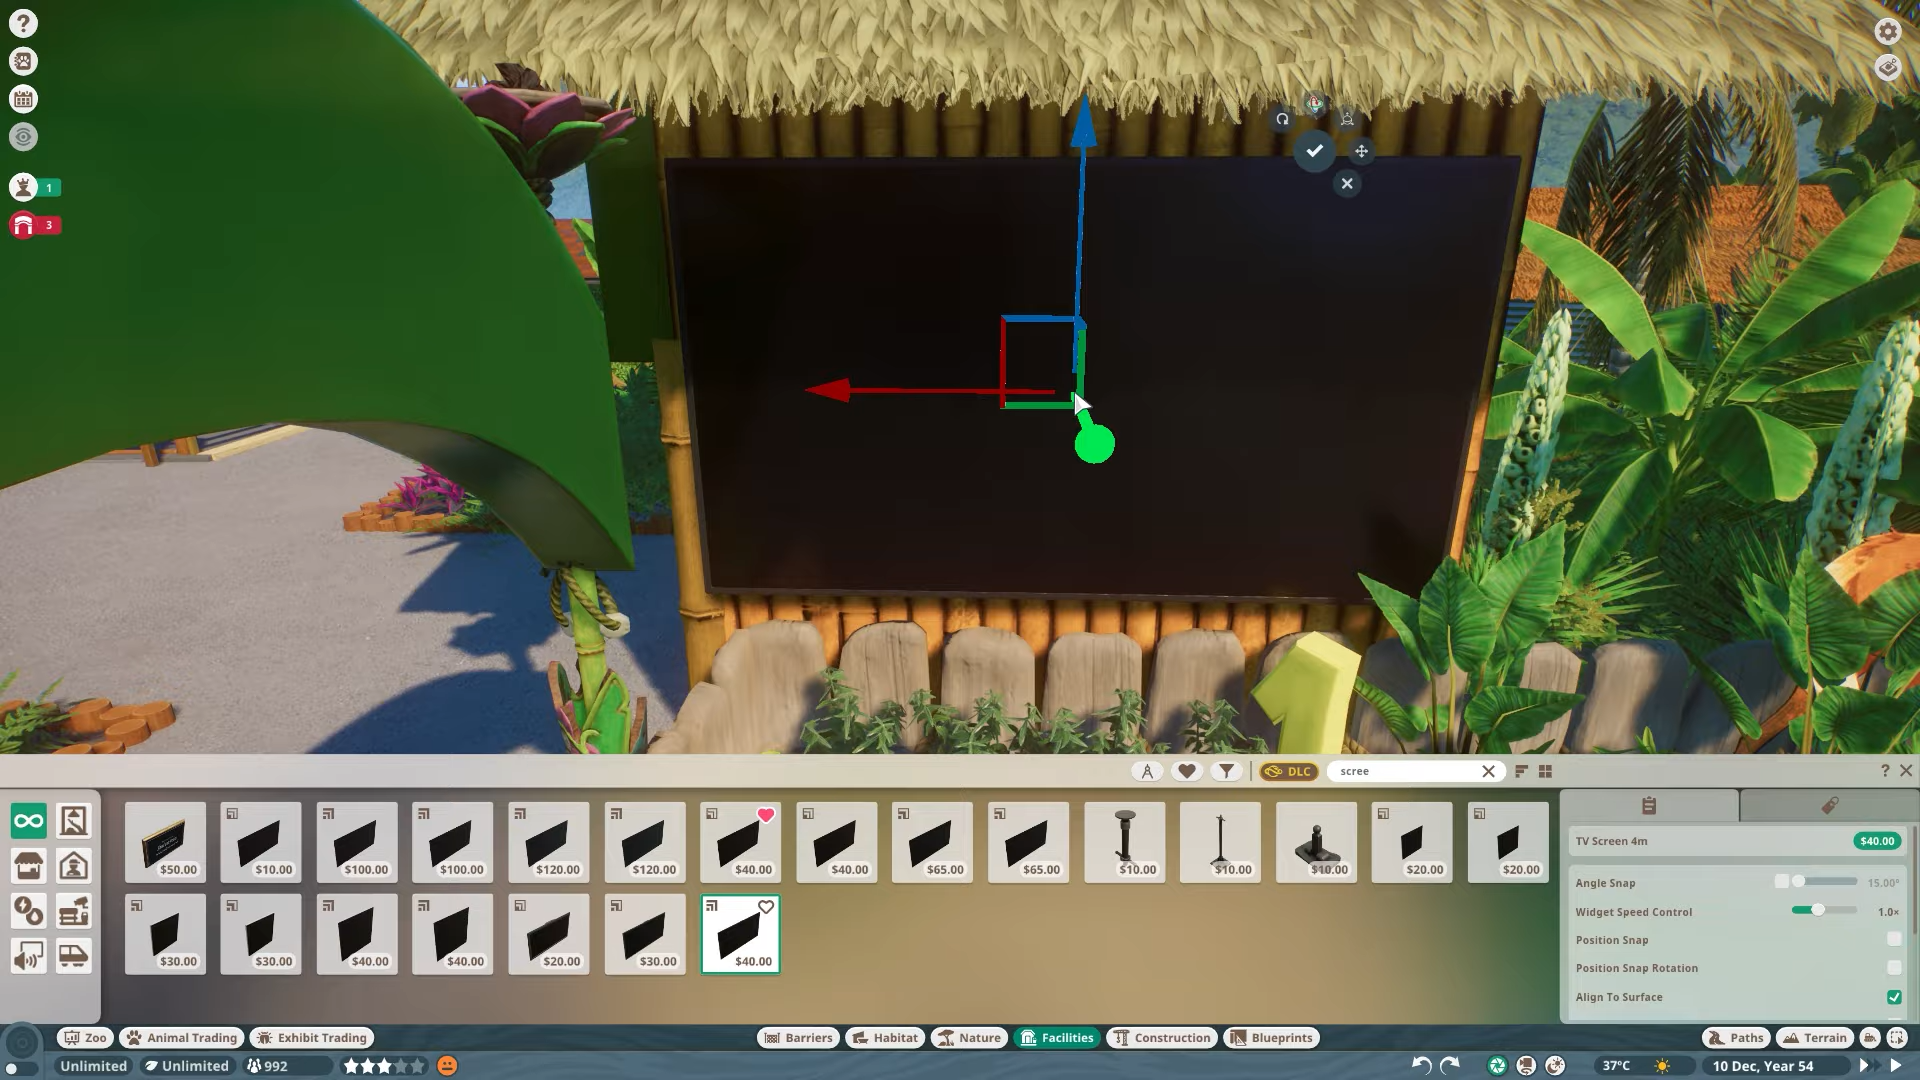 1
3
DLC
scree
$50.00
$10.00
$100.00
$100.00
$120.00
$120.00
$40.00
$40.00
$65.00
$65.00
$10.00
$10.00
$10.00
$20.00
$20.00
$30.00
$30.00
$40.00
$40.00
$20.00
$30.00
$40.00
TV Screen 4m
$40.00
Angle Snap
15.00°
Widget Speed Control
1.0×
Position Snap
Position Snap Rotation
Align To Surface
Zoo
Animal Trading
Exhibit Trading
Barriers
Habitat
Nature
Facilities
Construction
Blueprints
Paths
Terrain
Unlimited
Unlimited
992
37°C
10 Dec, Year 54